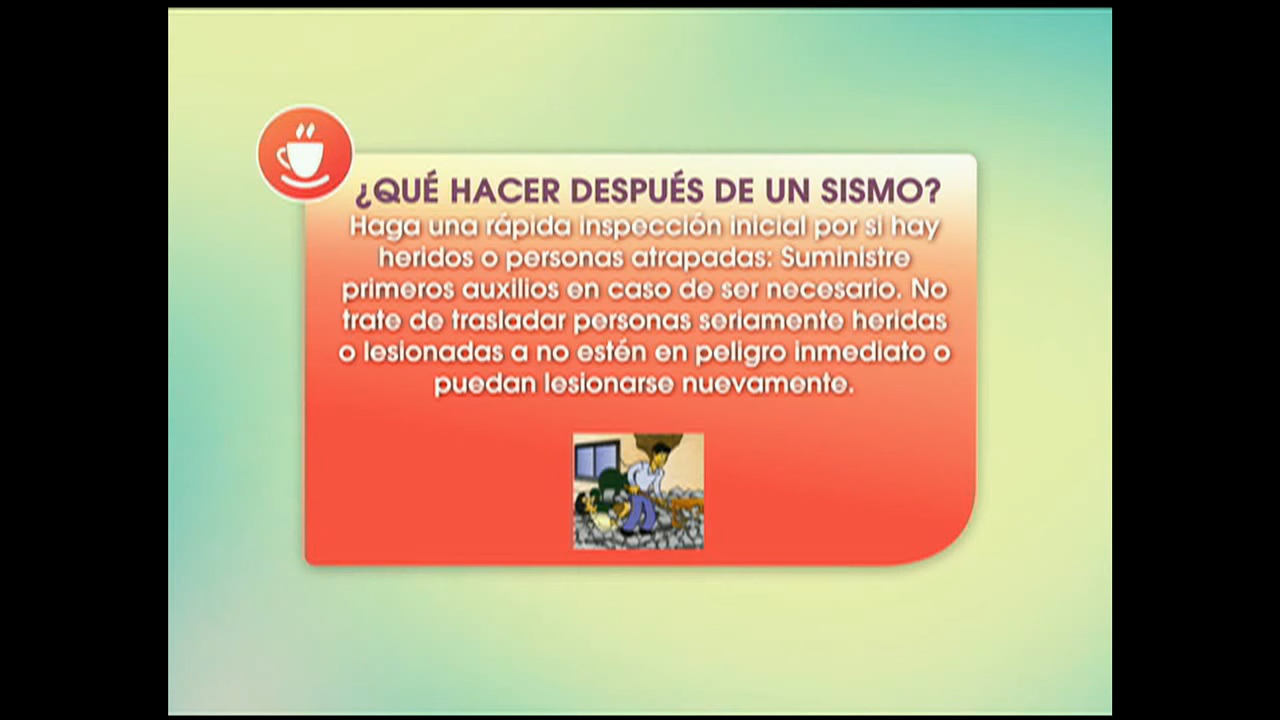 ¿QUÉ HACER DESPUÉS DE UN SISMO?
Haga una rápida inspección inicial por si hay
heridos o personas atrapadas: Suministre
primeros auxilios en caso de ser necesario. No
trate de trasladar personas seriamente heridas
o lesionadas a no estén en peligro inmediato o
puedan lesionarse nuevamente.